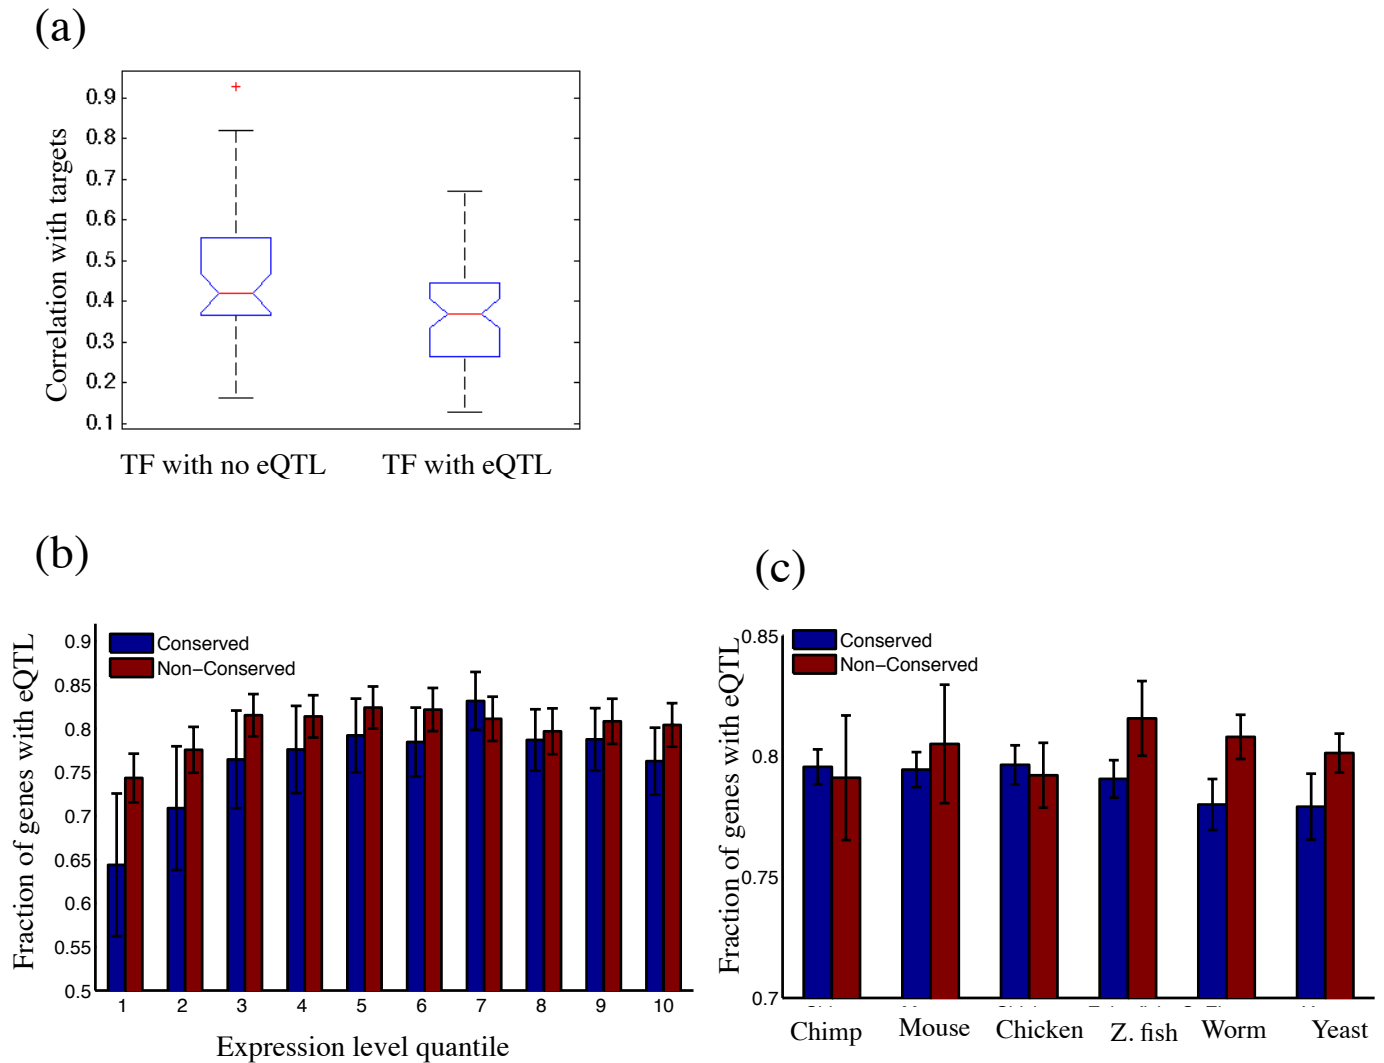 (a)
Correlation with targets
0.9
0.8
0.7
0.6
0.5
0.4
0.3
0.2
0.1
TF with no eQTL
TF with eQTL
(b)
Fraction of genes with eQTL
Conserved
Non-Conserved
0.9
0.85
0.8
0.75
0.7
0.65
0.6
0.55
0.5
1 2 3 4 5 6 7 8 9 10
Expression level quantile
(c)
Fraction of genes with eQTL
Conserved
Non-Conserved
0.85
0.8
0.75
0.7
Chimp Mouse Chicken Z. fish Worm Yeast